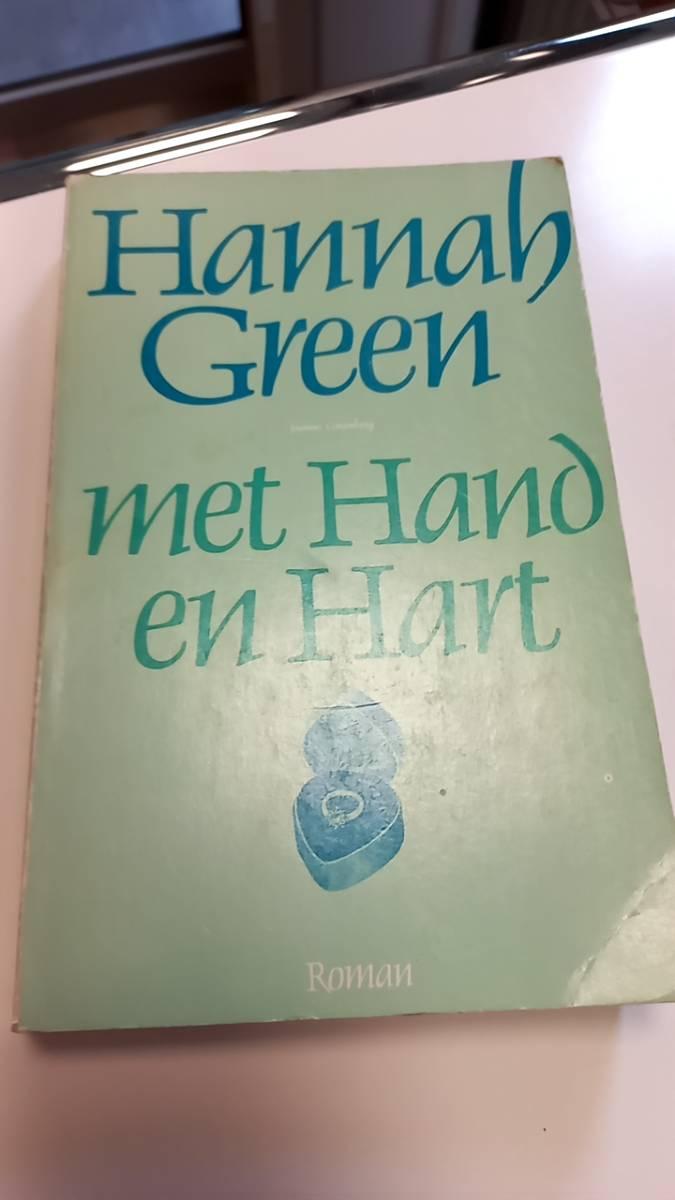 Hannah
Green
met Hand
en Hart
Roman